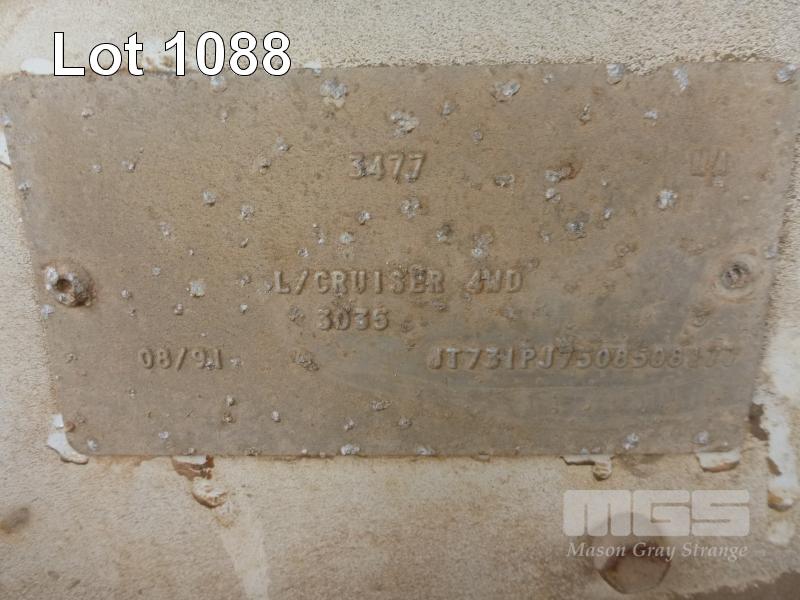 Lot 1088
3477 N/A
L/CRUISER 4WD
3035
08/91
MGS
Mason Gray Strange